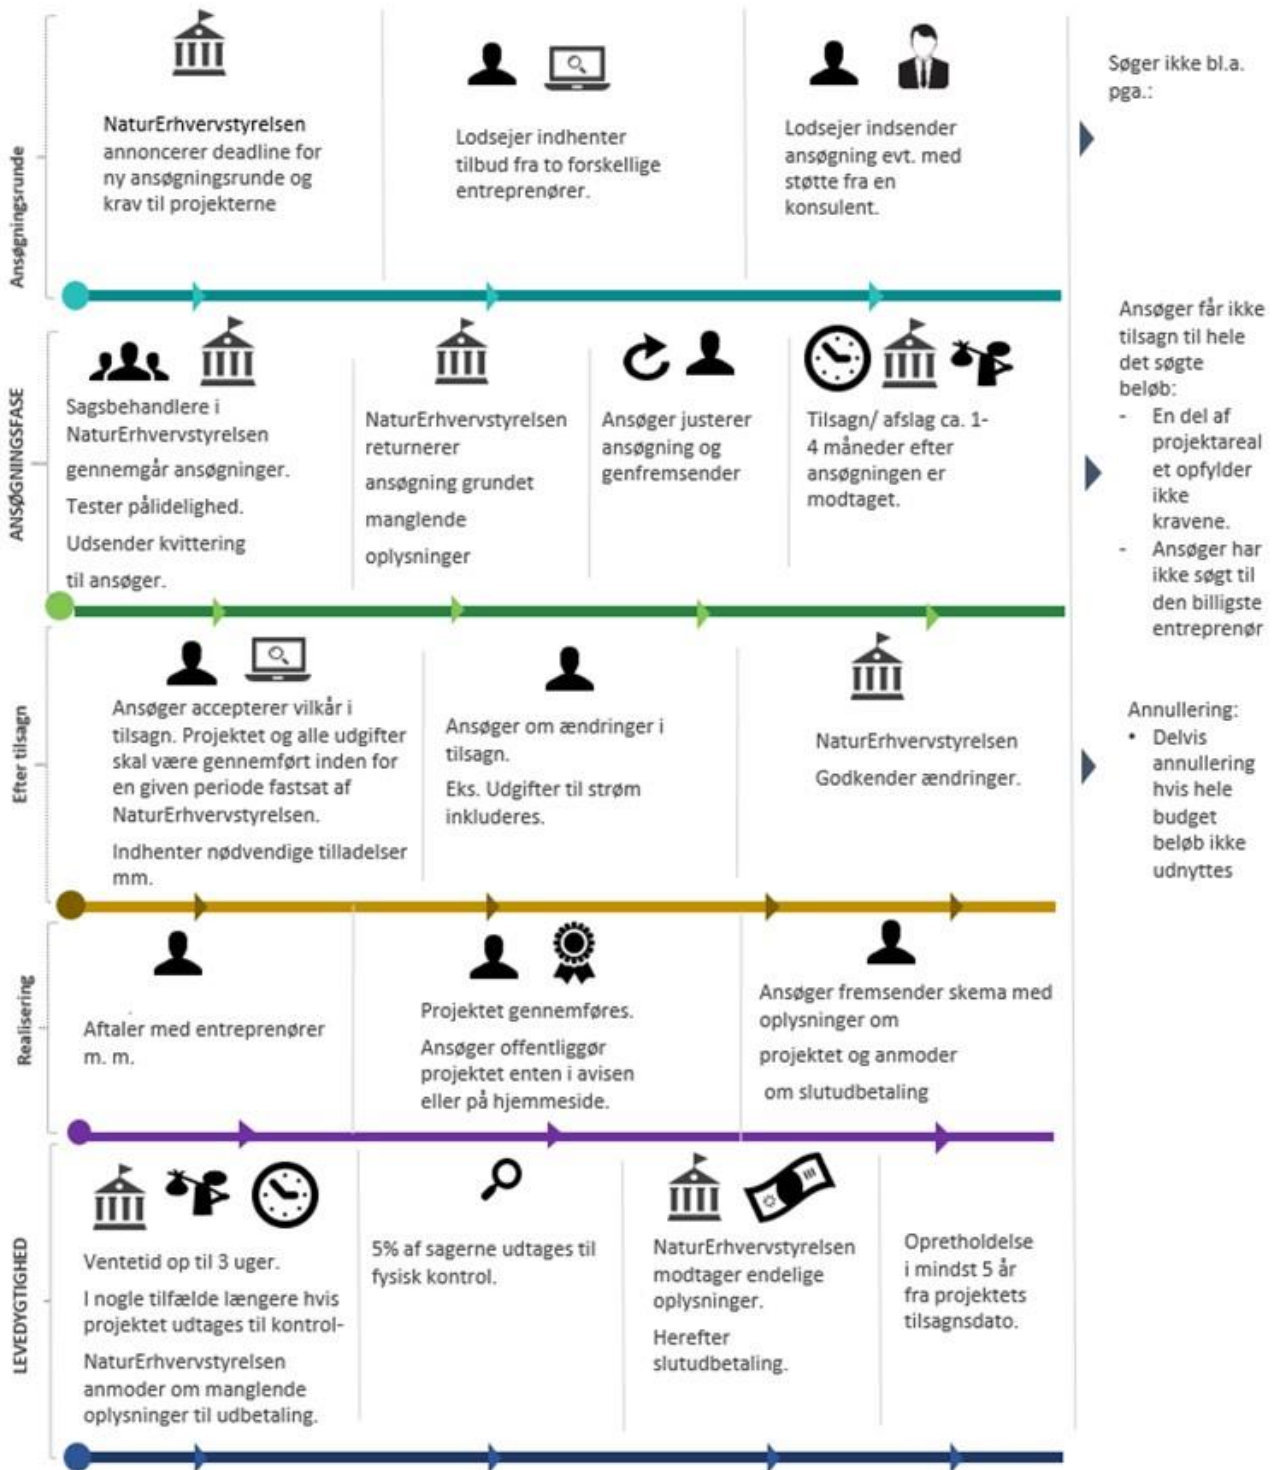 Ansøgningsrunde
NaturErhvervstyrelsen
annoncerer deadline for
ny ansøgningsrunde og
krav til projekterne
Lodsejer indhenter
tilbud fra to forskellige
entreprenører.
Lodsejer indsender
ansøgning evt. med
støtte fra en
konsulent.
Søger ikke bl.a.
pga.:
ANSØGNINGSFASE
Sagsbehandlere i
NaturErhvervstyrelsen
gennemgår ansøgninger.
Tester pålidelighed.
Udsender kvittering
til ansøger.
NaturErhvervstyrelsen
returnerer
ansøgning grundet
manglende
oplysninger
Ansøger justerer
ansøgning og
genfremsender
Tilsagn/ afslag ca. 1-
4 måneder efter
ansøgningen er
modtaget.
Ansøger får ikke
tilsagn til hele
det søgte
beløb:
- En del af
projektareal
et opfylder
ikke
kravene.
- Ansøger har
ikke søgt til
den billigste
entreprenør
Efter tilsagn
Ansøger accepterer vilkår i
tilsagn. Projektet og alle udgifter
skal være gennemført inden for
en given periode fastsat af
NaturErhvervstyrelsen.
Indhenter nødvendige tilladelser
mm.
Ansøger om ændringer i
tilsagn.
Eks. Udgifter til strøm
inkluderes.
NaturErhvervstyrelsen
Godkender ændringer.
Annullering:
• Delvis
annullering
hvis hele
budget
beløb ikke
udnyttes
Realisering
Aftaler med entreprenører
m. m.
Projektet gennemføres.
Ansøger offentliggør
projektet enten i avisen
eller på hjemmeside.
Ansøger fremsender skema med
oplysninger om
projektet og anmoder
om slutudbetaling
LEVEDYGTIGHED
Ventetid op til 3 uger.
I nogle tilfælde længere hvis
projektet udtages til kontrol-
NaturErhvervstyrelsen
anmoder om manglende
oplysninger til udbetaling.
5% af sagerne udtages til
fysisk kontrol.
NaturErhvervstyrelsen
modtager endelige
oplysninger.
Herefter
slutudbetaling.
Opretholdelse
i mindst 5 år
fra projektets
tilsagnsdato.